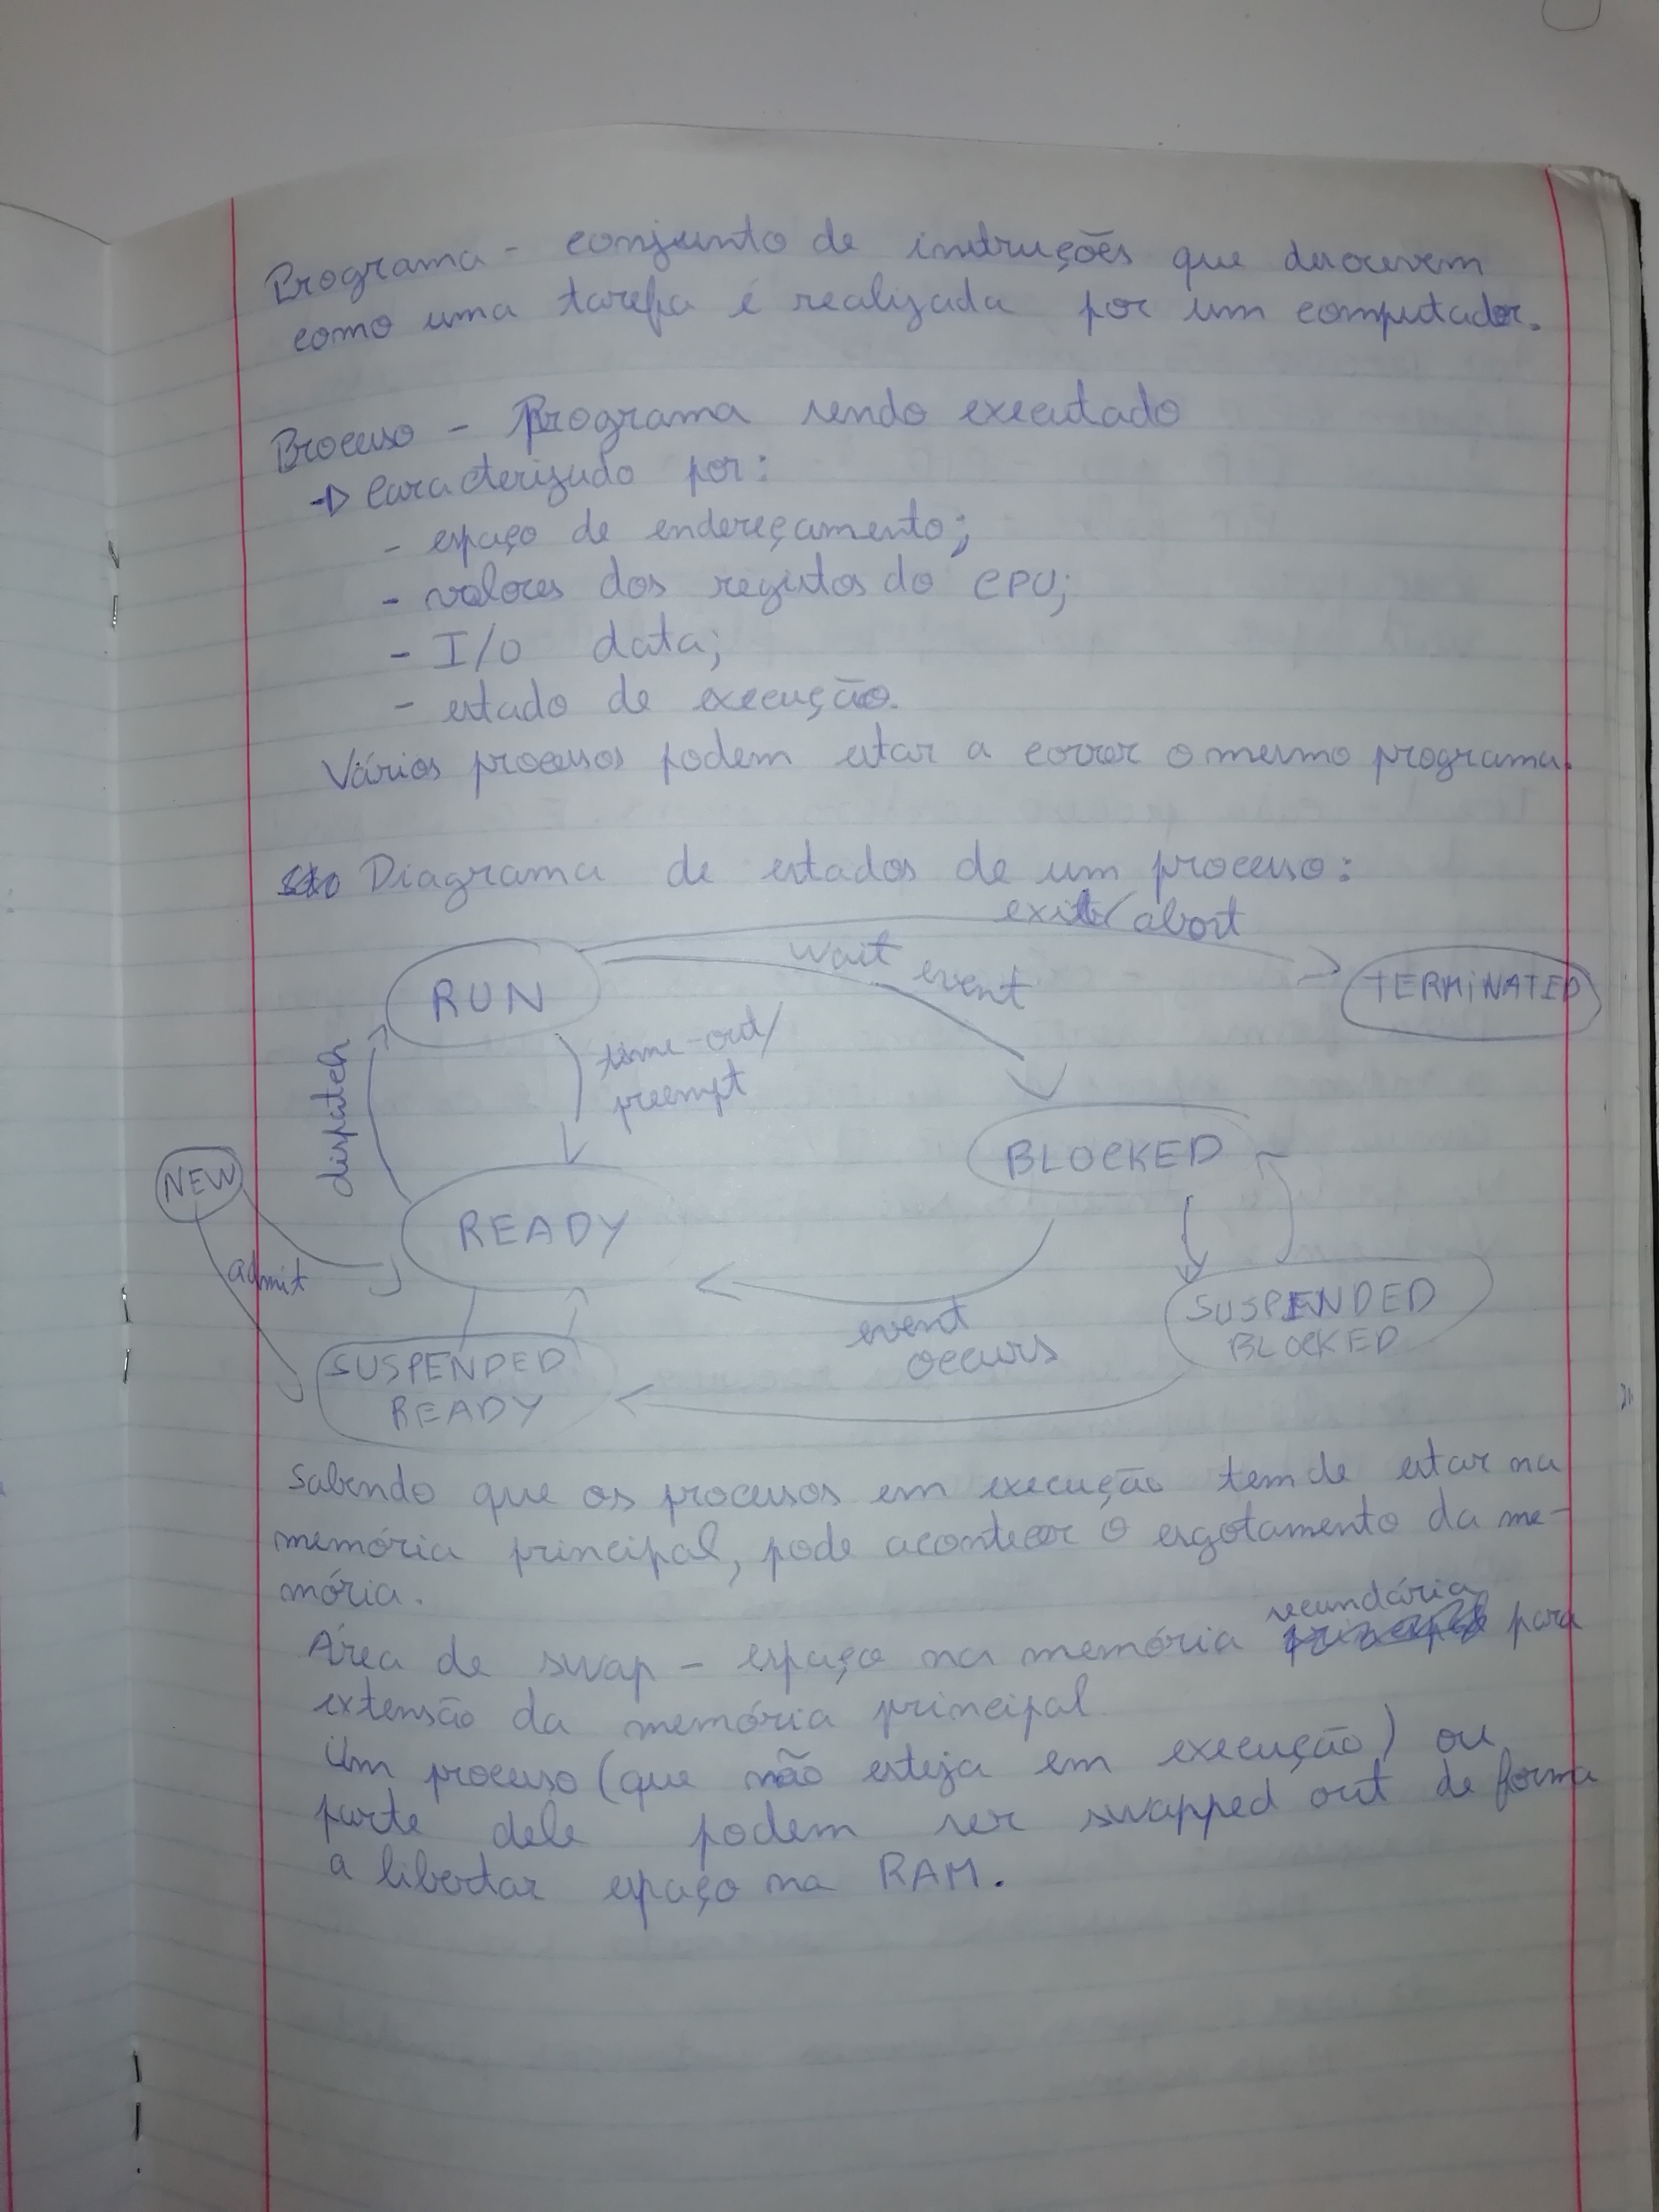 Programa - conjunto de instruções que descrevem
como uma tarefa é realizada por um computador.
Processo - Programa sendo executado
→ Caracterizado por:
- espaço de endereçamento;
- valores dos registos do CPU;
- I/O data;
- estado de execução.
Vários processos podem estar a correr o mesmo programa.
Diagrama de estados de um processo:
exit/abort
wait event
RUN
TERMINATED
time-out/
preempt
dispatch
BLOCKED
NEW
READY
admit
SUSPENDED
BLOCKED
event
occurs
SUSPENDED
READY
Sabendo que os processos em execução tem de estar na
memória principal, pode acontecer o esgotamento da me-
mória.
Área de swap - espaço na memória secundária para
extensão da memória principal.
Um processo (que não esteja em execução) ou
parte dele podem ser swapped out de forma
a libertar espaço na RAM.